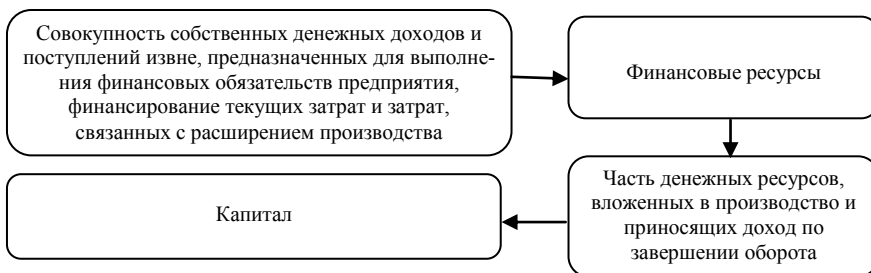 Совокупность собственных денежных доходов и
поступлений извне, предназначенных для выполне-
ния финансовых обязательств предприятия,
финансирование текущих затрат и затрат,
связанных с расширением производства
Финансовые ресурсы
Часть денежных ресурсов,
вложенных в производство и
приносящих доход по
завершении оборота
Капитал